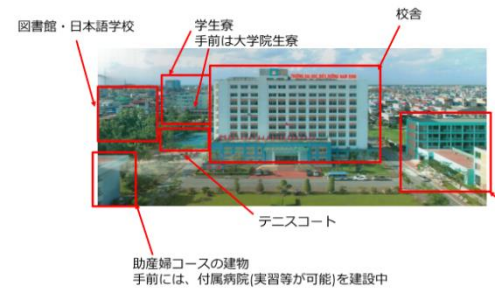 図書館・日本語学校
学生寮
手前は大学院生寮
校舎
テニスコート
助産婦コースの建物
手前には、付属病院(実習等が可能)を建設中